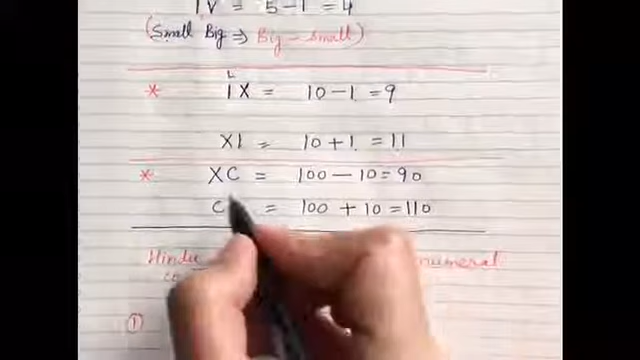 IV = 5 - 1 = 4
(Small Big ⇒ Big - Small)
* IX = 10 - 1 = 9
XI = 10 + 1 = 11
* XC = 100 - 10 = 90
C = 100 + 10 = 110
Hindu numeral
①